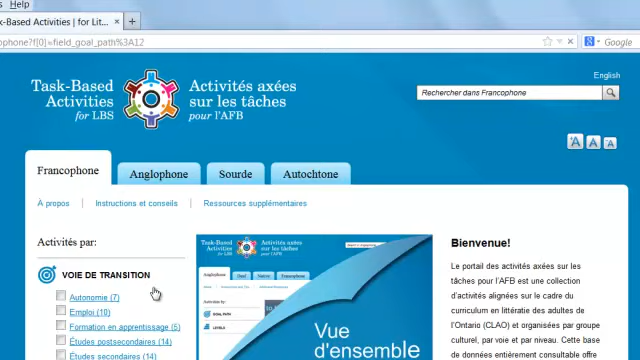 s Help
k-Based Activities | for Lit... × +
ophone?f[0]=field_goal_path%3A12
Google
English
Task-Based
Activities
for LBS
Activités axées
sur les tâches
pour l'AFB
Rechercher dans Francophone
A A A
Francophone Anglophone Sourde Autochtone
À propos Instructions et conseils Ressources supplémentaires
Activités par:
VOIE DE TRANSITION
Autonomie (7)
Emploi (10)
Formation en apprentissage (5)
Études postsecondaires (14)
Études secondaires (14)
Task-Based
Activities
for LBS
Activités axées
sur les tâches
pour l'AFB
Anglophone
Francophone
Activities by:
GOAL PATH
LEVELS
Vue
d'ensemble
Bienvenue!
Le portail des activités axées sur les
tâches pour l'AFB est une collection
d'activités alignées sur le cadre du
curriculum en littératie des adultes de
l'Ontario (CLAO) et organisées par groupe
culturel, par voie et par compétence. Cette base
de données entièrement consultable offre